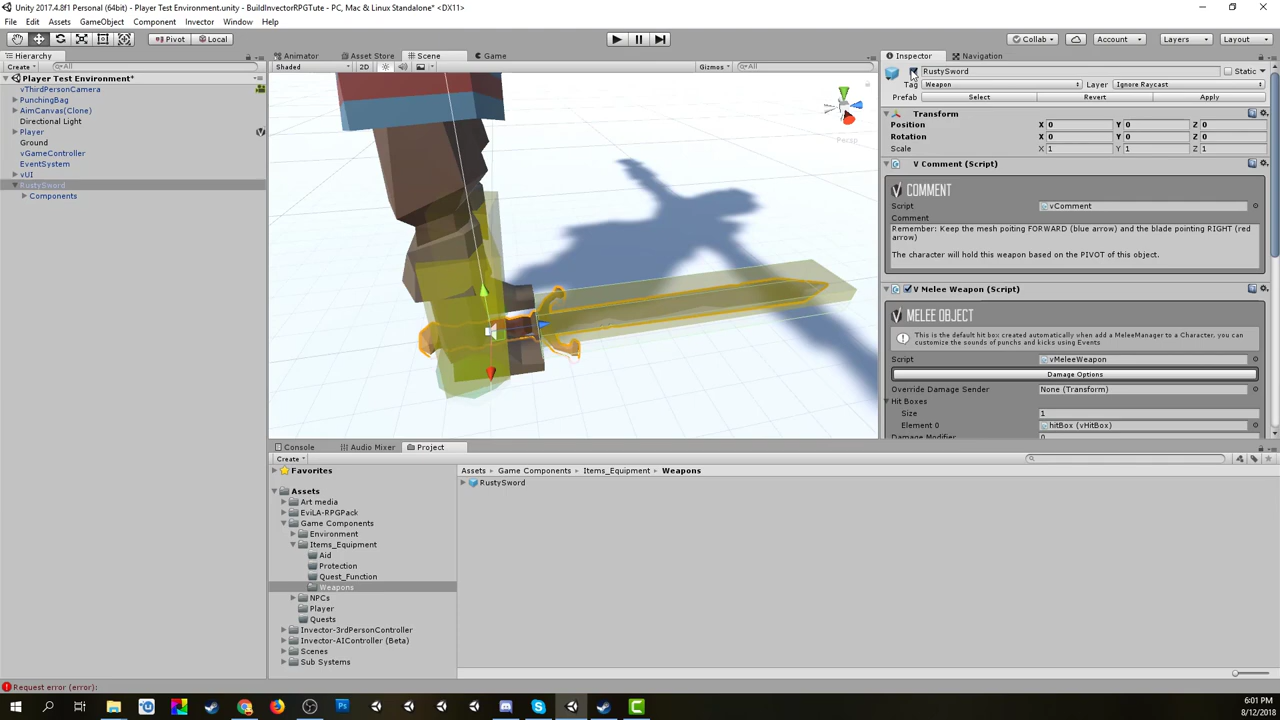 Unity 2017.4.8f1 Personal (64bit) - Player Test Environment.unity - BuildInvectorRPGTute - PC, Mac & Linux Standalone* <DX11>
File Edit Assets GameObject Component Invector Window Help
Pivot Local Collab Account Layers Layout
Hierarchy Animator Asset Store Scene Game Inspector Navigation
Create All Shaded 2D Gizmos All RustySword Static
Player Test Environment*
Tag Weapon Layer Ignore Raycast
vThirdPersonCamera
Prefab Select Revert Apply
PunchingBag
AimCanvas(Clone)
Transform
Directional Light
Position X 0 Y 0 Z 0
Player
Rotation X 0 Y 0 Z 0
Ground
Persp
Scale X 1 Y 1 Z 1
vGameController
EventSystem
V Comment (Script)
vUI
RustySword
COMMENT
Components
Script vComment
Comment
Remember: Keep the mesh poiting FORWARD (blue arrow) and the blade pointing RIGHT (red
arrow)
The character will hold this weapon based on the PIVOT of this object.
V Melee Weapon (Script)
MELEE OBJECT
This is the default hit box created automatically when add a MeleeManager to a Character, you can
customize the sounds of punchs and kicks using Events
Script vMeleeWeapon
Damage Options
Override Damage Sender None (Transform)
Hit Boxes
Size 1
Element 0 hitBox (vHitBox)
Damage Modifier 0
Console Audio Mixer Project
Create
Favorites
Assets ▸ Game Components ▸ Items_Equipment ▸ Weapons
RustySword
Assets
Art media
EviLA-RPGPack
Game Components
Environment
Items_Equipment
Aid
Protection
Quest_Function
Weapons
NPCs
Player
Quests
Invector-3rdPersonController
Invector-AIController (Beta)
Scenes
Sub Systems
Request error (error):
6:01 PM
8/12/2018